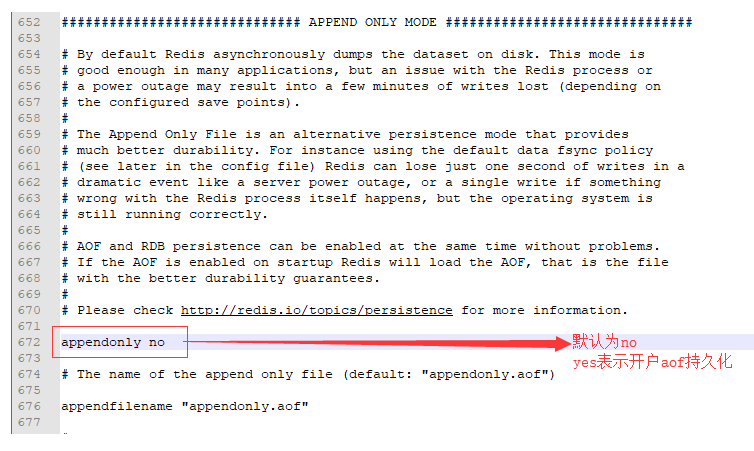 652 ############################## APPEND ONLY MODE ###############################
653
654 # By default Redis asynchronously dumps the dataset on disk. This mode is
655 # good enough in many applications, but an issue with the Redis process or
656 # a power outage may result into a few minutes of writes lost (depending on
657 # the configured save points).
658 #
659 # The Append Only File is an alternative persistence mode that provides
660 # much better durability. For instance using the default data fsync policy
661 # (see later in the config file) Redis can lose just one second of writes in a
662 # dramatic event like a server power outage, or a single write if something
663 # wrong with the Redis process itself happens, but the operating system is
664 # still running correctly.
665 #
666 # AOF and RDB persistence can be enabled at the same time without problems.
667 # If the AOF is enabled on startup Redis will load the AOF, that is the file
668 # with the better durability guarantees.
669 #
670 # Please check http://redis.io/topics/persistence for more information.
671
672 appendonly no 默认为no
673 yes表示开户aof持久化
674 # The name of the append only file (default: "appendonly.aof")
675
676 appendfilename "appendonly.aof"
677